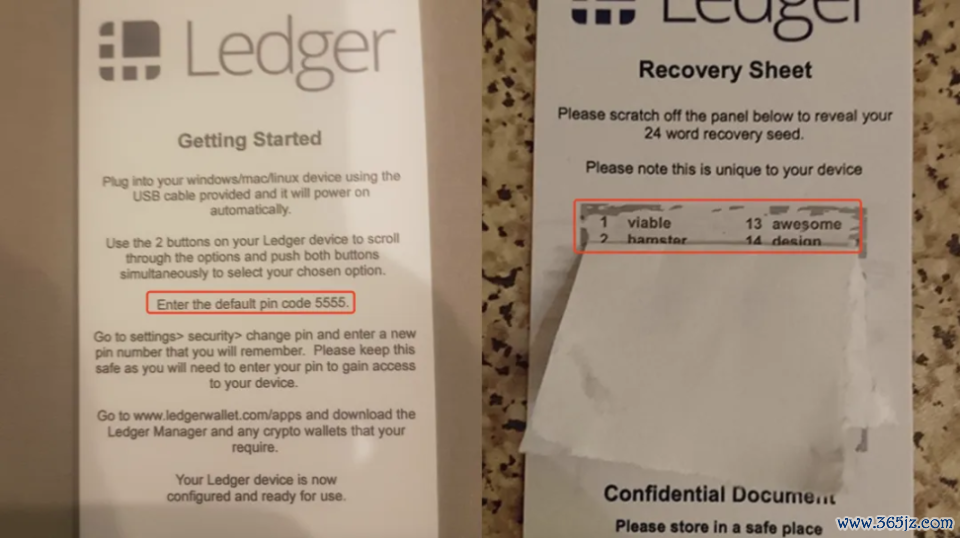 Ledger
Getting Started
Plug into your windows/mac/linux device using the
USB cable provided and it will power on
automatically.
Use the 2 buttons on your Ledger device to scroll
through the options and push both buttons
simultaneously to select your chosen option.
Enter the default pin code 5555.
Go to settings> security> change pin and enter a new
pin number that you will remember. Please keep this
safe as you will need to enter your pin to gain access
to your device.
Go to www.ledgerwallet.com/apps and download the
Ledger Manager and any crypto wallets that your
require.
Your Ledger device is now
configured and ready for use.
Ledger
Recovery Sheet
Please scratch off the panel below to reveal your
24 word recovery seed.
Please note this is unique to your device
1 viable 13 awesome
2 hamster 14 design
Confidential Document
Please store in a safe place
www.365jz.com